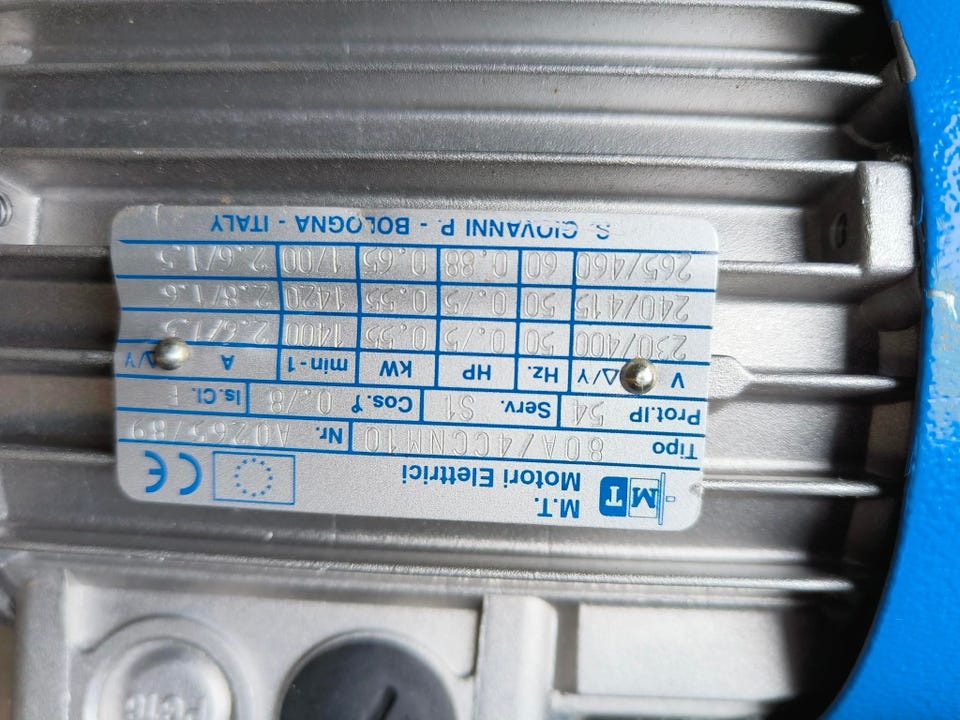 MT M.T. CE
Motori Elettrici
Tipo 80A/4CCNM10 Nr. A0265789
Prot.IP 54 Serv. S1 Cos.φ 0.78 Is.Cl. F
V Δ/Y Hz. HP kW min-1 A Δ/Y
230/400 50 0.75 0.55 1400 2.6/1.5
240/415 50 0.75 0.55 1420 2.8/1.6
265/460 60 0.88 0.65 1700 2.6/1.5
S. GIOVANNI P. - BOLOGNA - ITALY